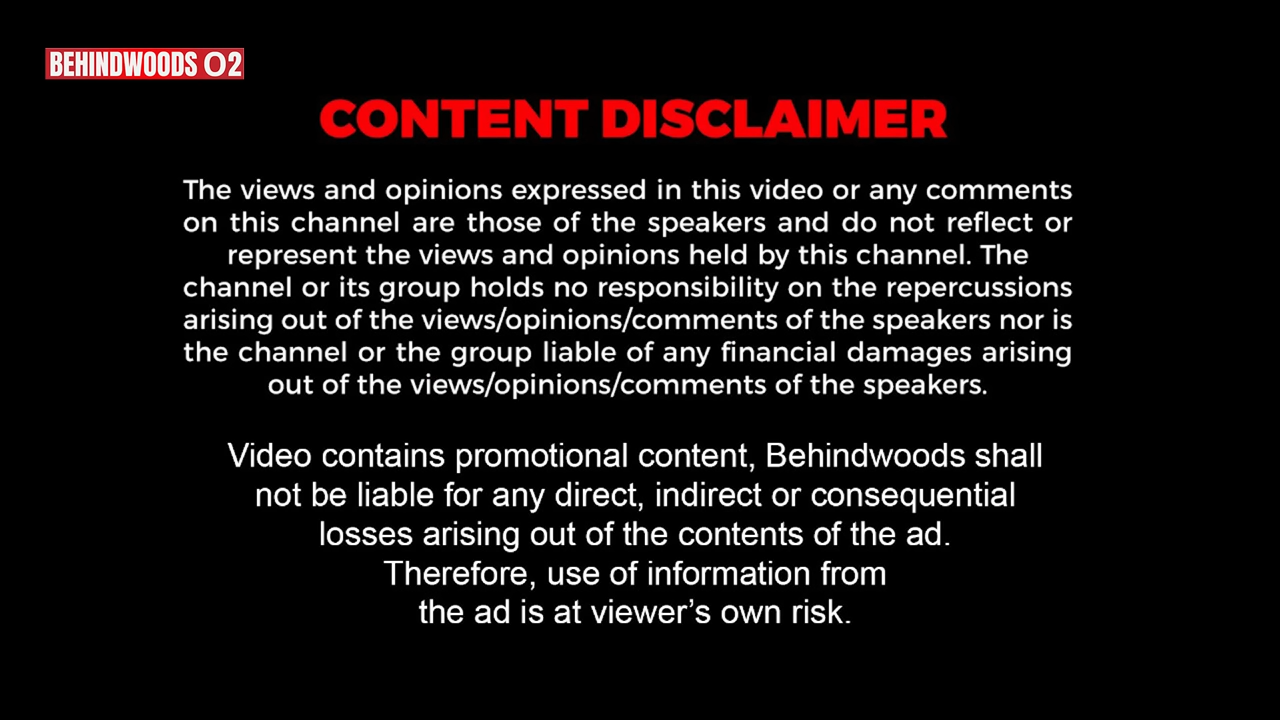 BEHINDWOODS O2
CONTENT DISCLAIMER
The views and opinions expressed in this video or any comments
on this channel are those of the speakers and do not reflect or
represent the views and opinions held by this channel. The
channel or its group holds no responsibility on the repercussions
arising out of the views/opinions/comments of the speakers nor is
the channel or the group liable of any financial damages arising
out of the views/opinions/comments of the speakers.
Video contains promotional content, Behindwoods shall
not be liable for any direct, indirect or consequential
losses arising out of the contents of the ad.
Therefore, use of information from
the ad is at viewer’s own risk.